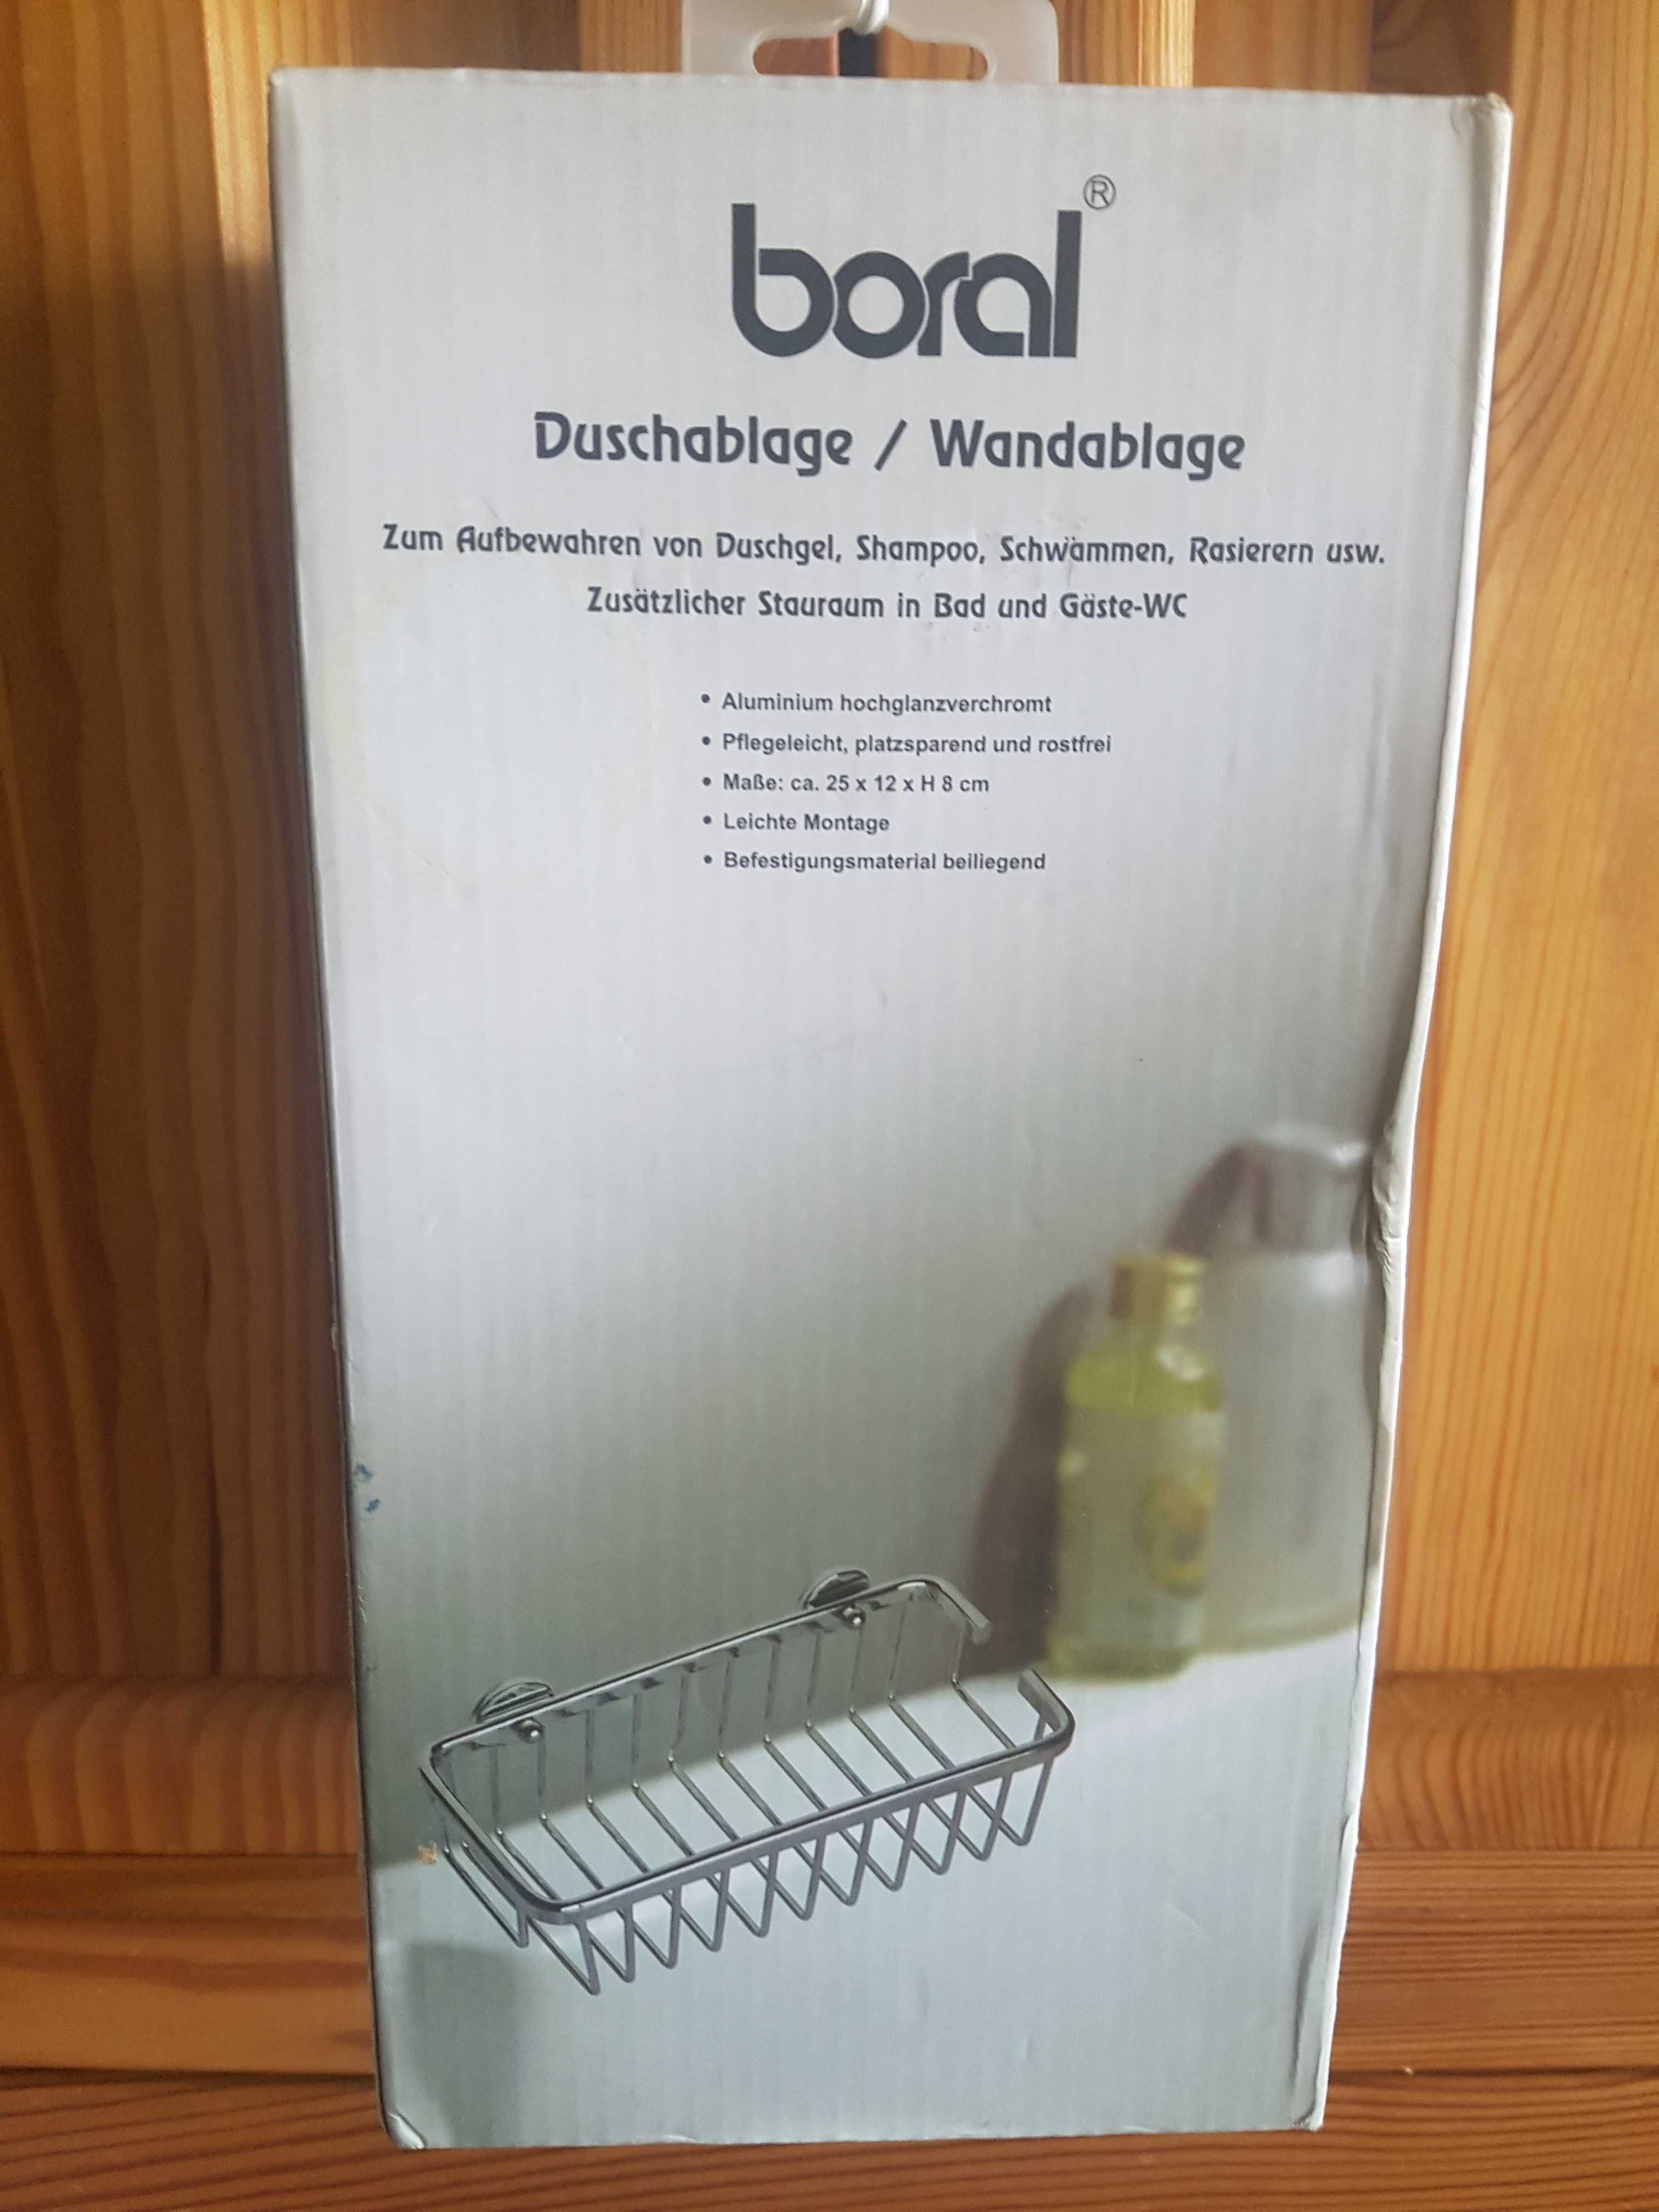 boral®
Duschablage / Wandablage
Zum Aufbewahren von Duschgel, Shampoo, Schwämmen, Rasierern usw.
Zusätzlicher Stauraum in Bad und Gäste-WC
• Aluminium hochglanzverchromt
• Pflegeleicht, platzsparend und rostfrei
• Maße: ca. 25 x 12 x H 8 cm
• Leichte Montage
• Befestigungsmaterial beiliegend